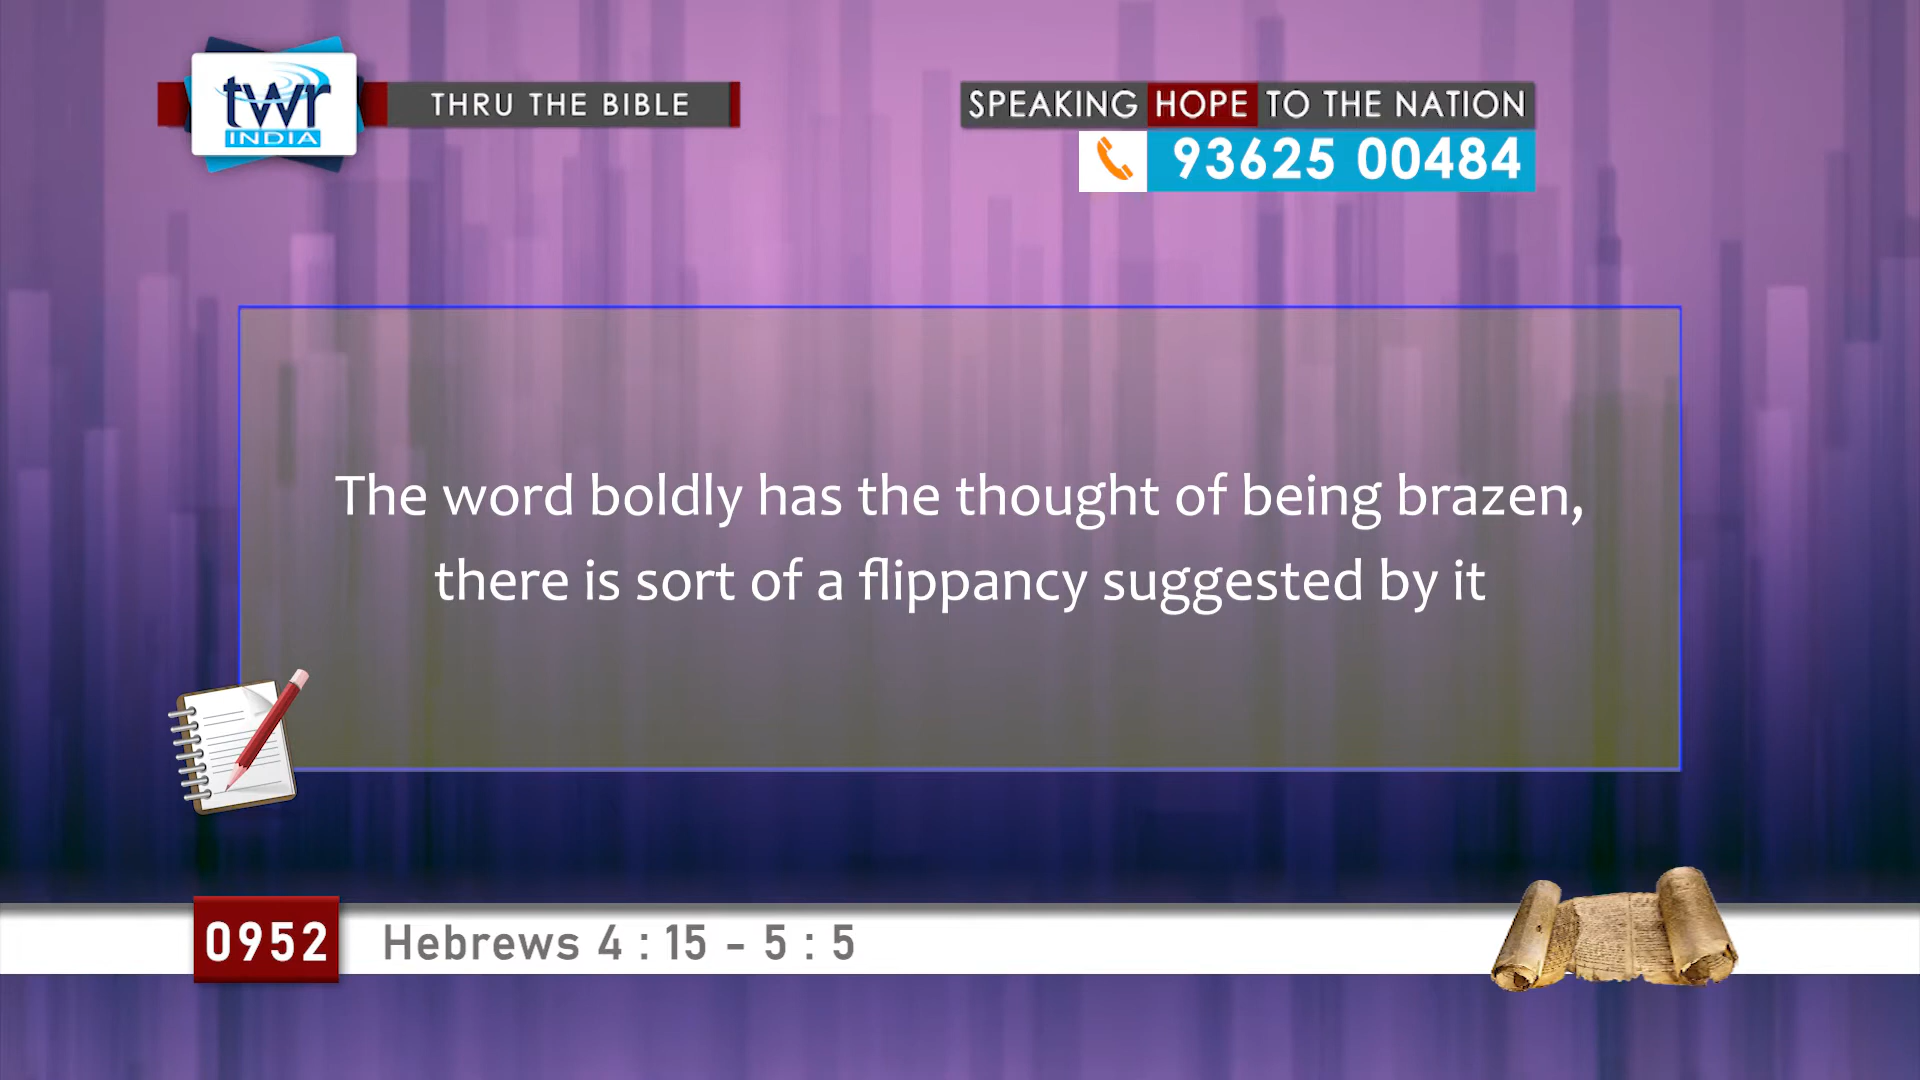 twr
INDIA
THRU THE BIBLE
SPEAKING HOPE TO THE NATION
93625 00484
The word boldly has the thought of being brazen,
there is sort of a flippancy suggested by it
0952
Hebrews 4 : 15 - 5 : 5